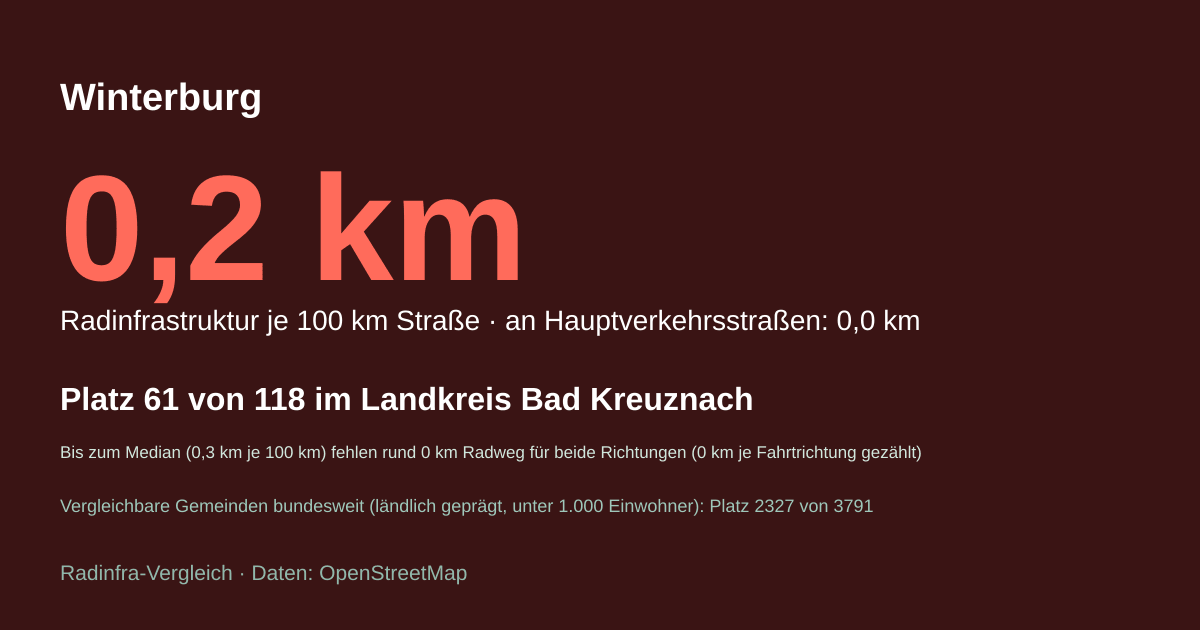 Winterburg
0,2 km
Radinfrastruktur je 100 km Straße · an Hauptverkehrsstraßen: 0,0 km
Platz 61 von 118 im Landkreis Bad Kreuznach
Bis zum Median (0,3 km je 100 km) fehlen rund 0 km Radweg für beide Richtungen (0 km je Fahrtrichtung gezählt)
Vergleichbare Gemeinden bundesweit (ländlich geprägt, unter 1.000 Einwohner): Platz 2327 von 3791
Radinfra-Vergleich · Daten: OpenStreetMap